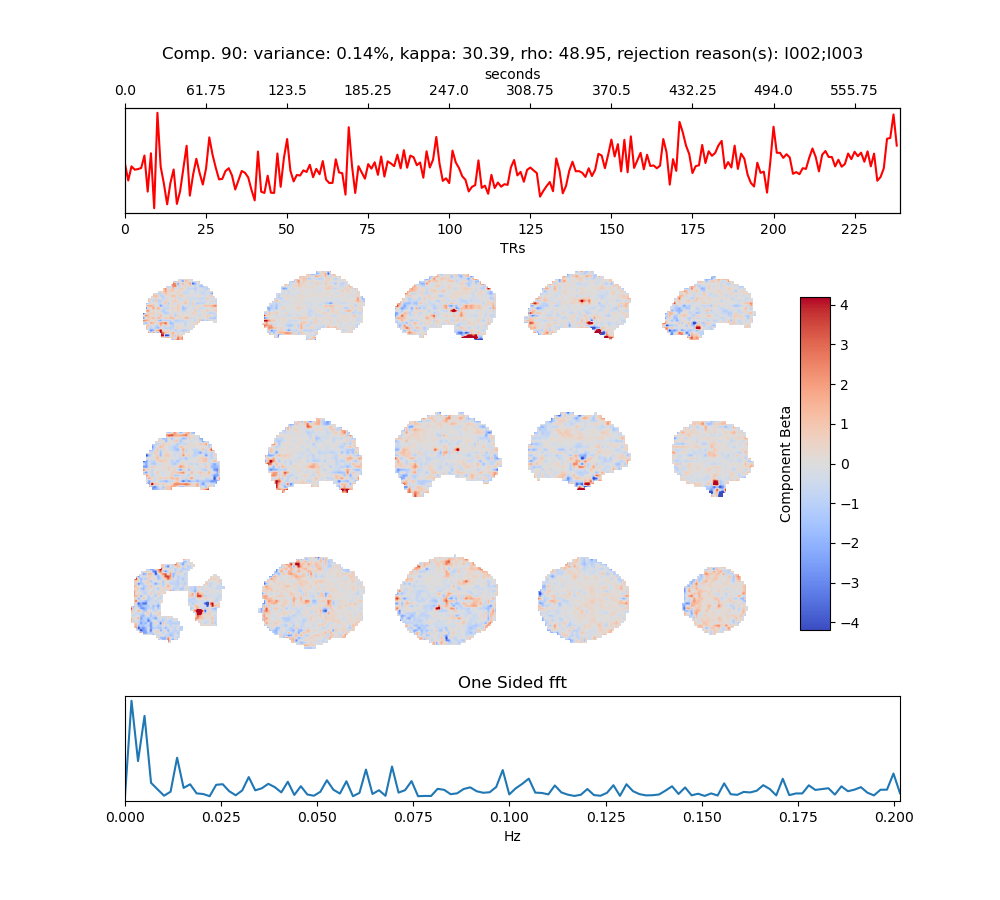 Comp. 90: variance: 0.14%, kappa: 30.39, rho: 48.95, rejection reason(s): I002;I003
seconds
0.0 61.75 123.5 185.25 247.0 308.75 370.5 432.25 494.0 555.75
0 25 50 75 100 125 150 175 200 225
TRs
Component Beta
4
3
2
1
0
−1
−2
−3
−4
One Sided fft
0.000 0.025 0.050 0.075 0.100 0.125 0.150 0.175 0.200
Hz